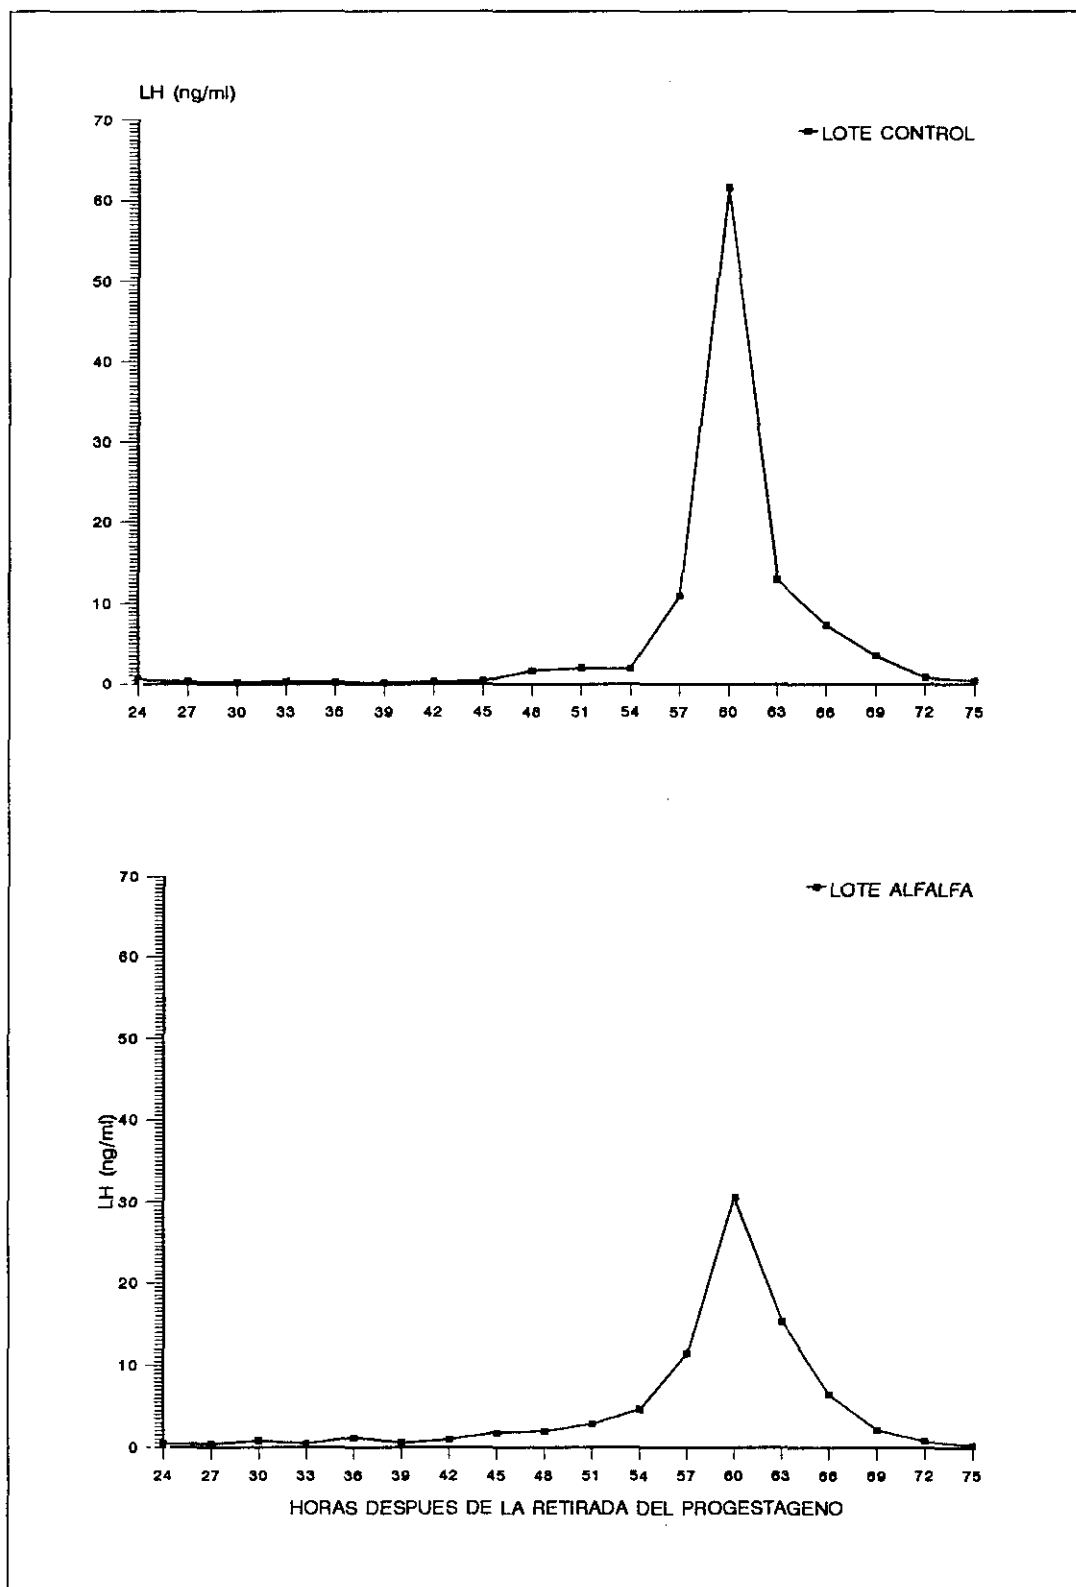 LH (ng/ml)
70
LOTE CONTROL
60
50
40
30
20
10
0
24 27 30 33 36 39 42 45 48 51 54 57 60 63 66 69 72 75
70
LOTE ALFALFA
60
50
40
LH (ng/ml)
30
20
10
0
24 27 30 33 36 39 42 45 48 51 54 57 60 63 66 69 72 75
HORAS DESPUES DE LA RETIRADA DEL PROGESTAGENO